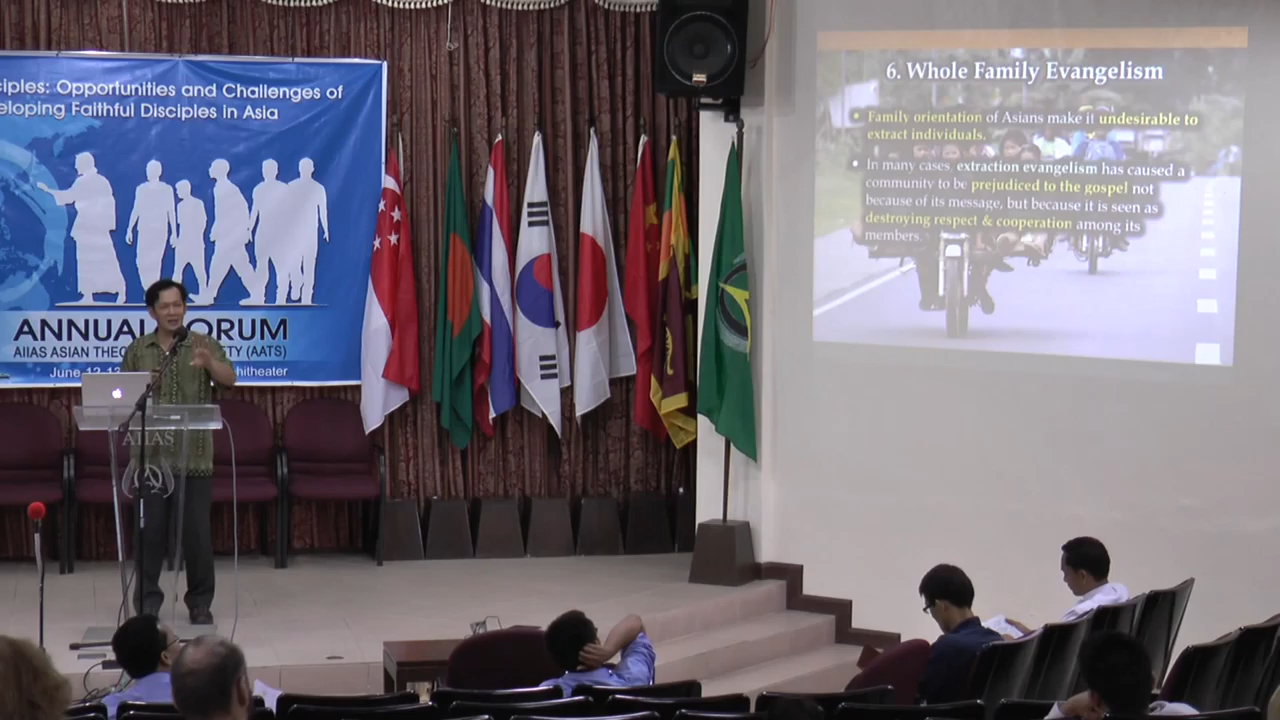 ciples: Opportunities and Challenges of
eloping Faithful Disciples in Asia
ANNUAL FORUM
AIIAS ASIAN THEO TY (AATS)
June 12-13 hitheater
AIIAS
6. Whole Family Evangelism
• Family orientation of Asians make it undesirable to
extract individuals.
• In many cases, extraction evangelism has caused a
community to be prejudiced to the gospel not
because of its message, but because it is seen as
destroying respect & cooperation among its
members.